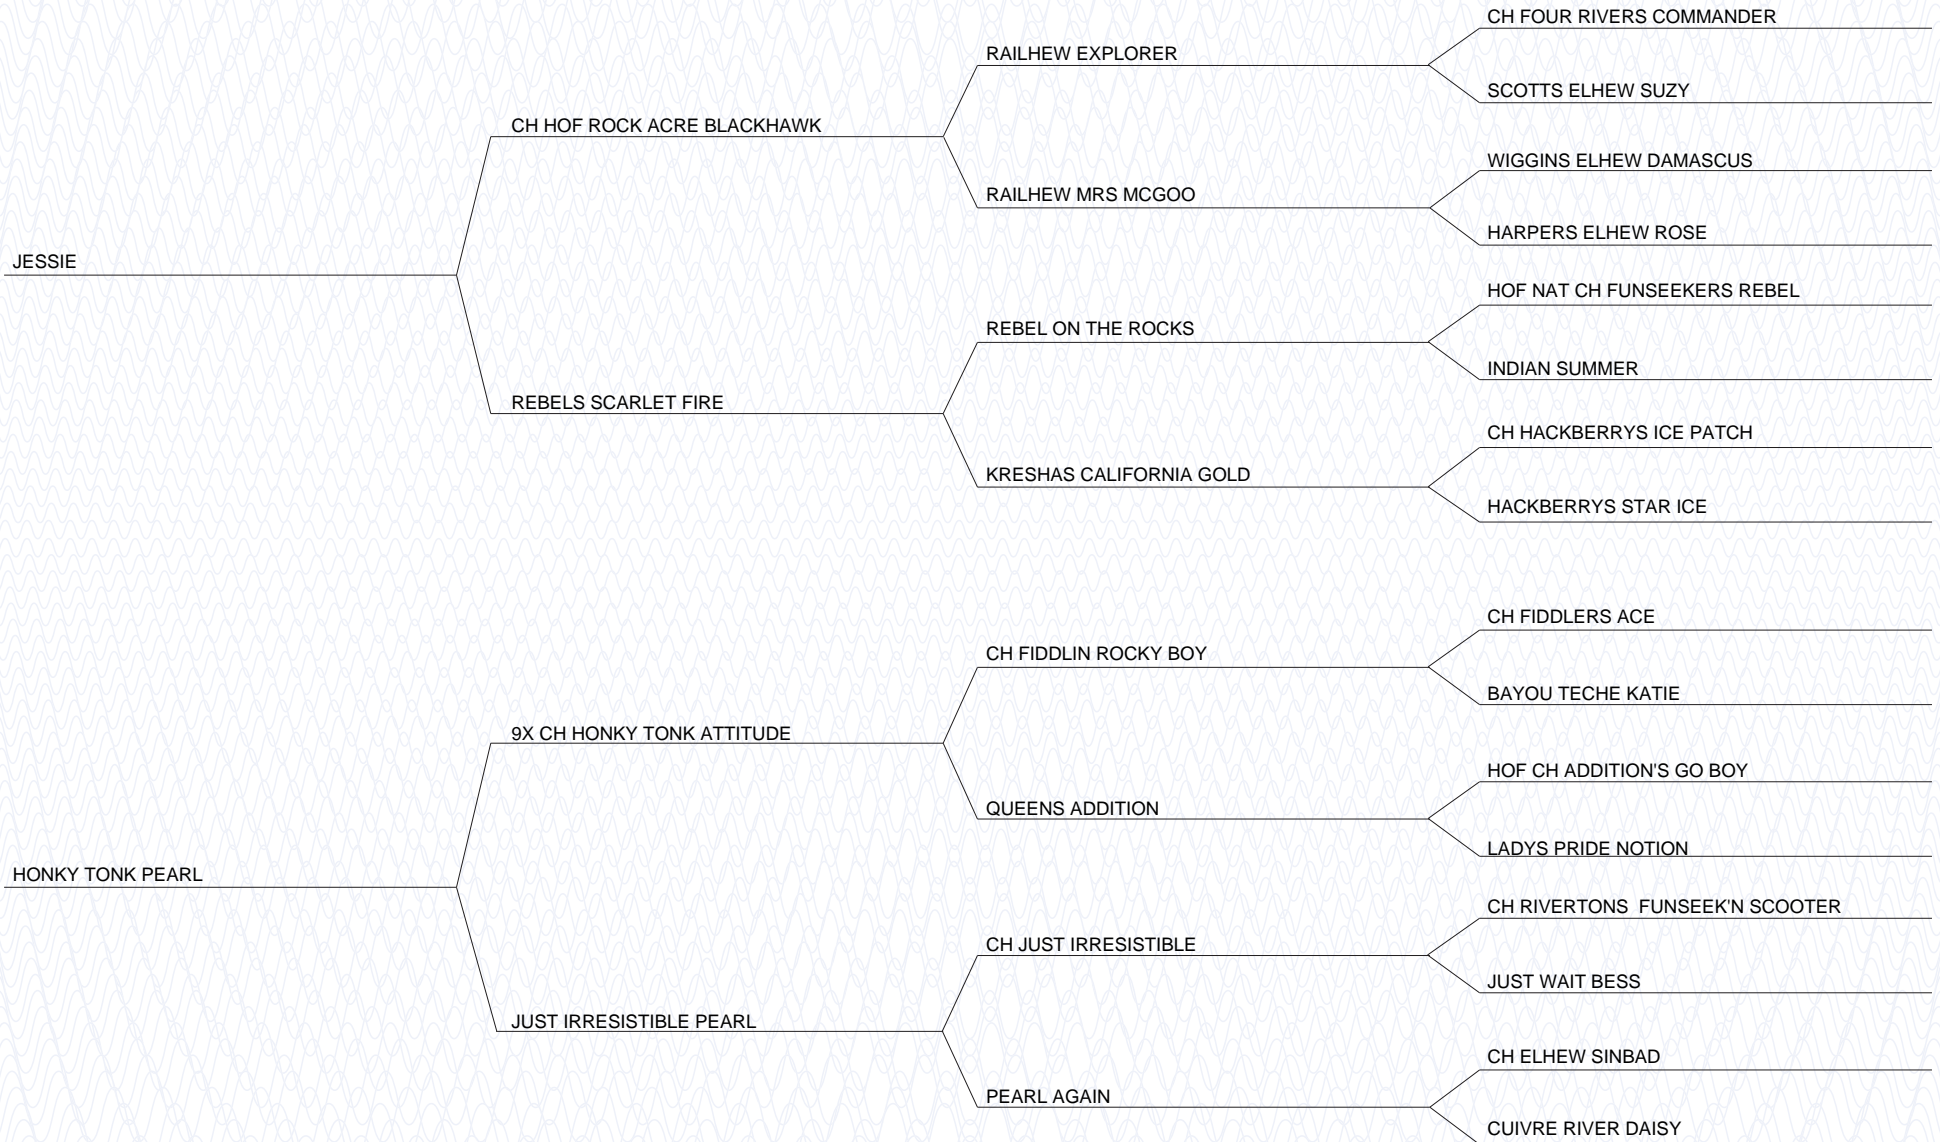 CH FOUR RIVERS COMMANDER
RAILHEW EXPLORER
SCOTTS ELHEW SUZY
CH HOF ROCK ACRE BLACKHAWK
WIGGINS ELHEW DAMASCUS
RAILHEW MRS MCGOO
HARPERS ELHEW ROSE
JESSIE
HOF NAT CH FUNSEEKERS REBEL
REBEL ON THE ROCKS
INDIAN SUMMER
REBELS SCARLET FIRE
CH HACKBERRYS ICE PATCH
KRESHAS CALIFORNIA GOLD
HACKBERRYS STAR ICE
CH FIDDLERS ACE
CH FIDDLIN ROCKY BOY
BAYOU TECHE KATIE
9X CH HONKY TONK ATTITUDE
HOF CH ADDITION'S GO BOY
QUEENS ADDITION
LADYS PRIDE NOTION
HONKY TONK PEARL
CH RIVERTONS  FUNSEEK'N SCOOTER
CH JUST IRRESISTIBLE
JUST WAIT BESS
JUST IRRESISTIBLE PEARL
CH ELHEW SINBAD
PEARL AGAIN
CUIVRE RIVER DAISY